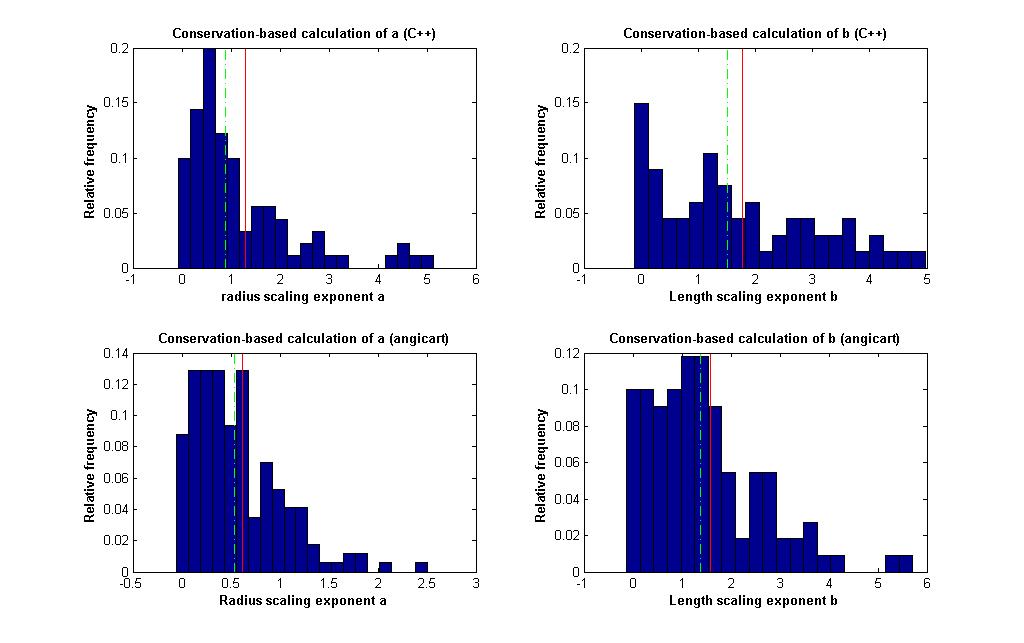 Conservation-based calculation of a (C++)
Relative frequency
0.2
0.15
0.1
0.05
0
-1 0 1 2 3 4 5 6
radius scaling exponent a
Conservation-based calculation of b (C++)
Relative frequency
0.2
0.15
0.1
0.05
0
-1 0 1 2 3 4 5
Length scaling exponent b
Conservation-based calculation of a (angicart)
Relative frequency
0.14
0.12
0.1
0.08
0.06
0.04
0.02
0
-0.5 0 0.5 1 1.5 2 2.5 3
Radius scaling exponent a
Conservation-based calculation of b (angicart)
Relative frequency
0.12
0.1
0.08
0.06
0.04
0.02
0
-1 0 1 2 3 4 5 6
Length scaling exponent b